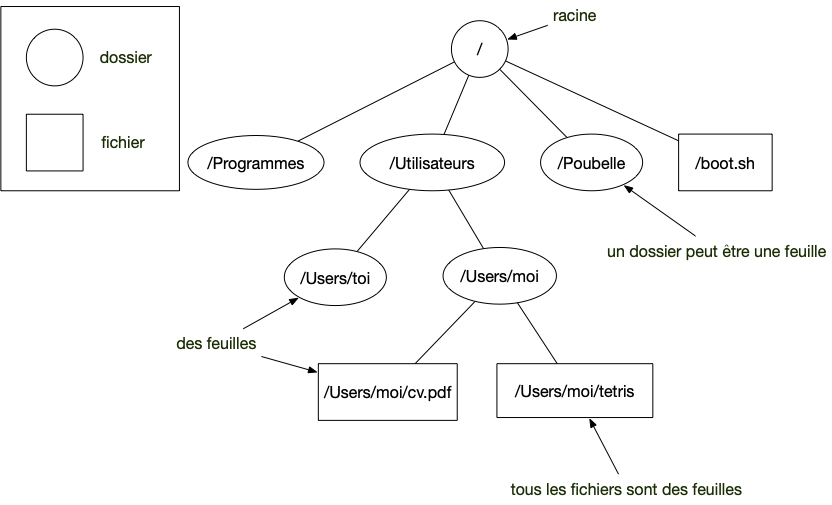 racine
dossier
/
fichier
/Programmes
/Utilisateurs
/Poubelle
/boot.sh
un dossier peut être une feuille
/Users/toi
/Users/moi
des feuilles
/Users/moi/cv.pdf
/Users/moi/tetris
tous les fichiers sont des feuilles